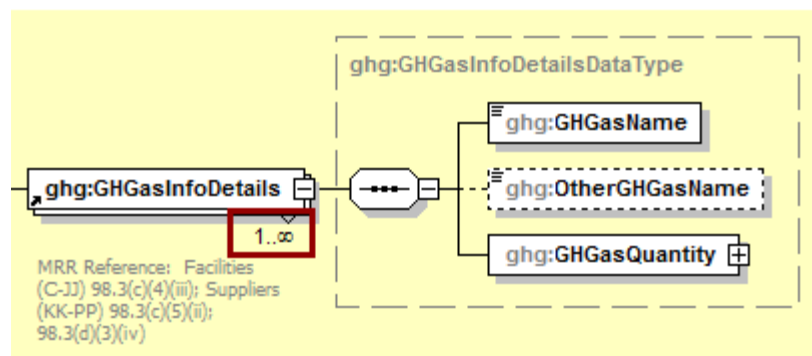 ghg:GHGasInfoDetailsDataType
ghg:GHGasName
ghg:GHGasInfoDetails
ghg:OtherGHGasName
1..∞
ghg:GHGasQuantity
MRR Reference: Facilities
(C-JJ) 98.3(c)(4)(iii); Suppliers
(KK-PP) 98.3(c)(5)(ii);
98.3(d)(3)(iv)